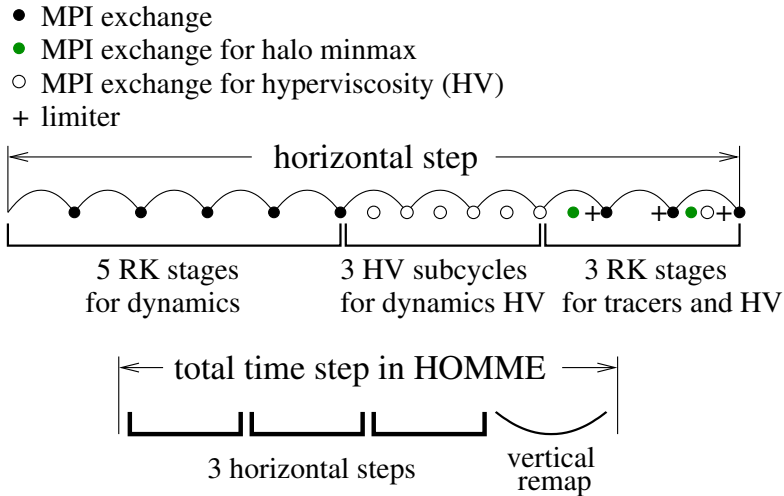 MPI exchange
MPI exchange for halo minmax
MPI exchange for hyperviscosity (HV)
+ limiter
horizontal step
5 RK stages
for dynamics
3 HV subcycles
for dynamics HV
3 RK stages
for tracers and HV
total time step in HOMME
3 horizontal steps
vertical
remap